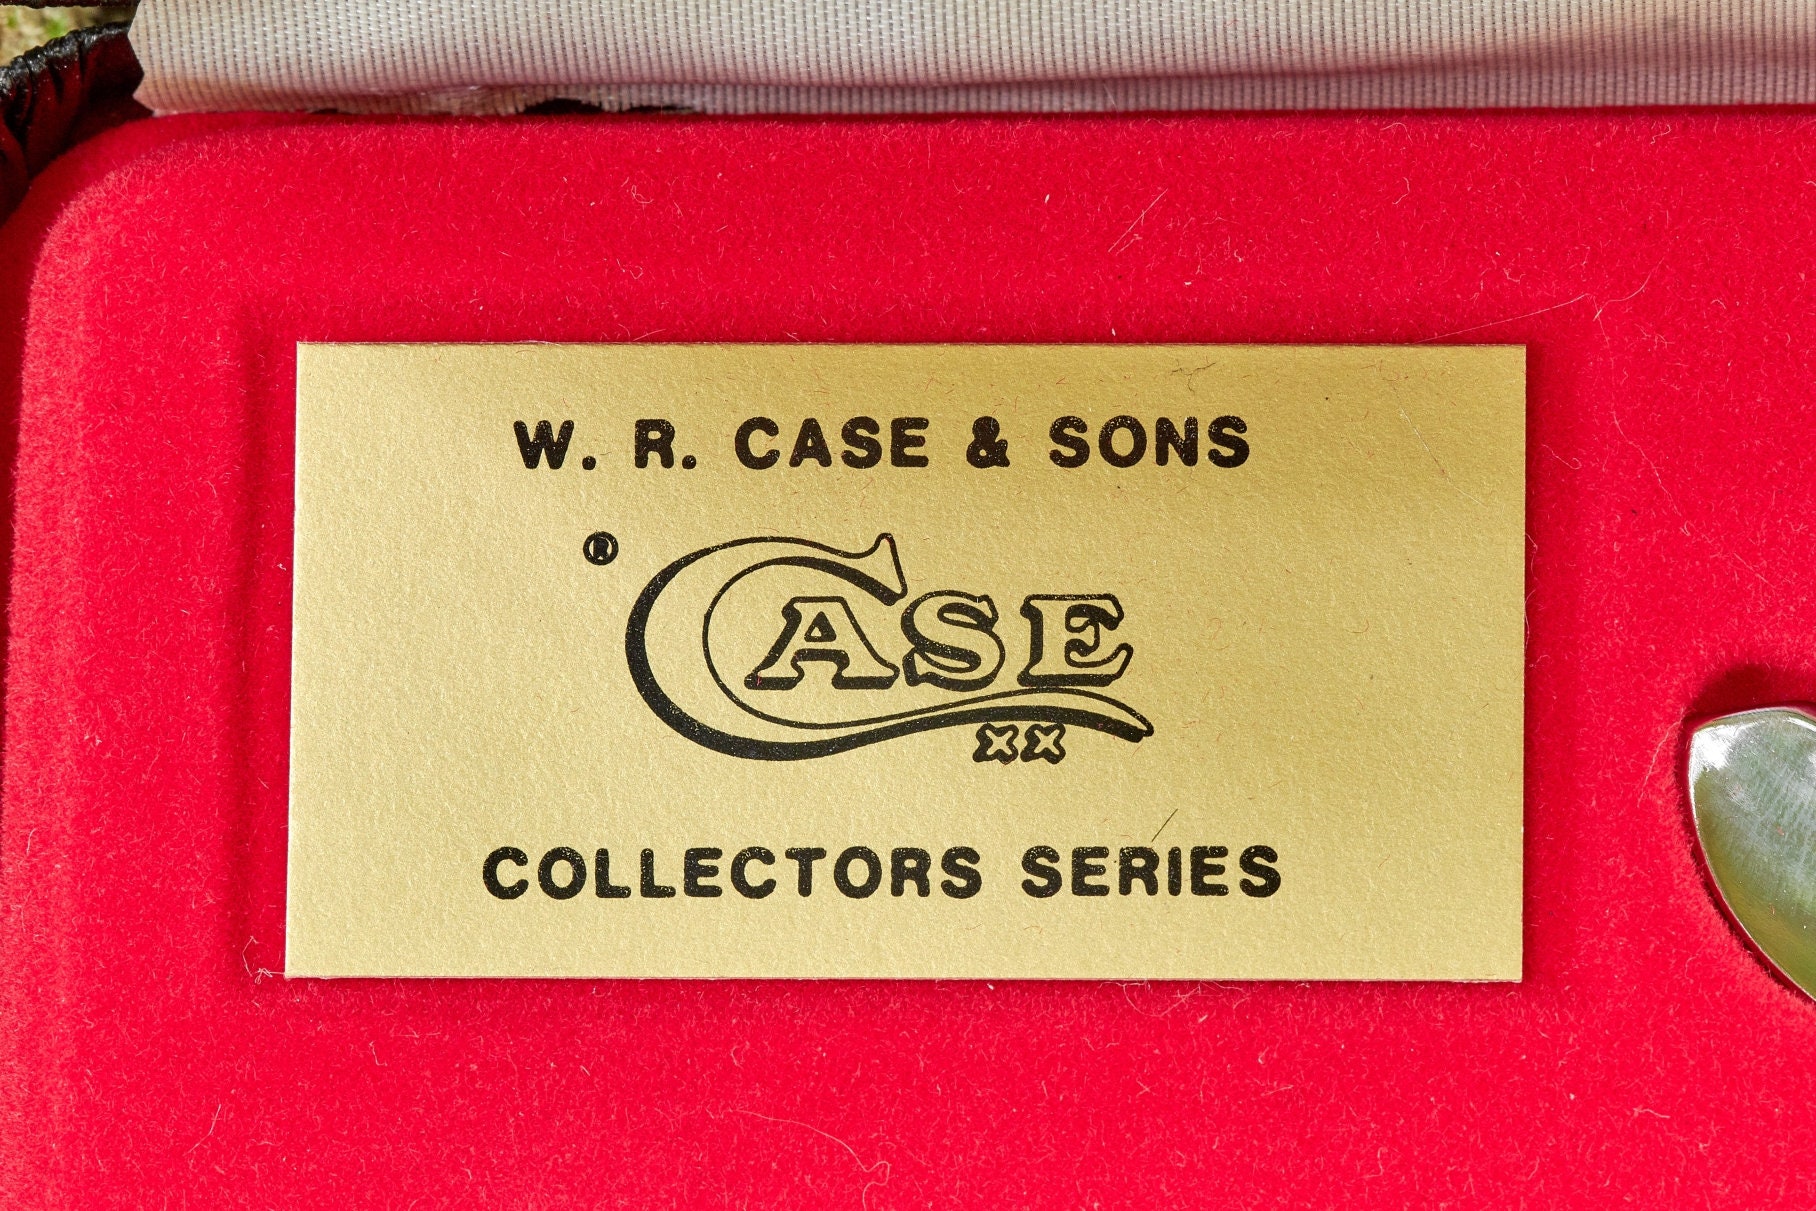 W. R. CASE & SONS
® CASE
XX
COLLECTORS SERIES